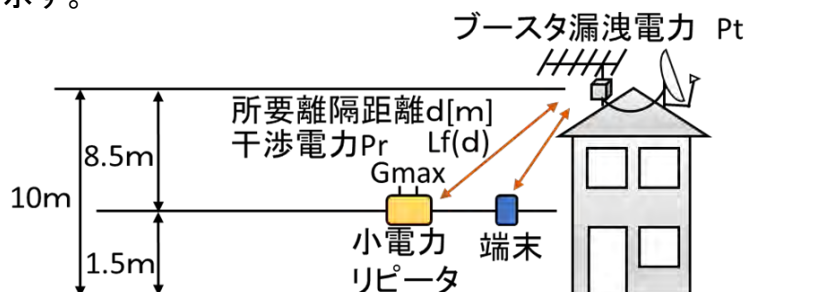 示す。
ブースタ漏洩電力 Pt
所要離隔距離d[m]
干渉電力Pr Lf(d)
Gmax
8.5m
10m
小電力
リピータ
端末
1.5m